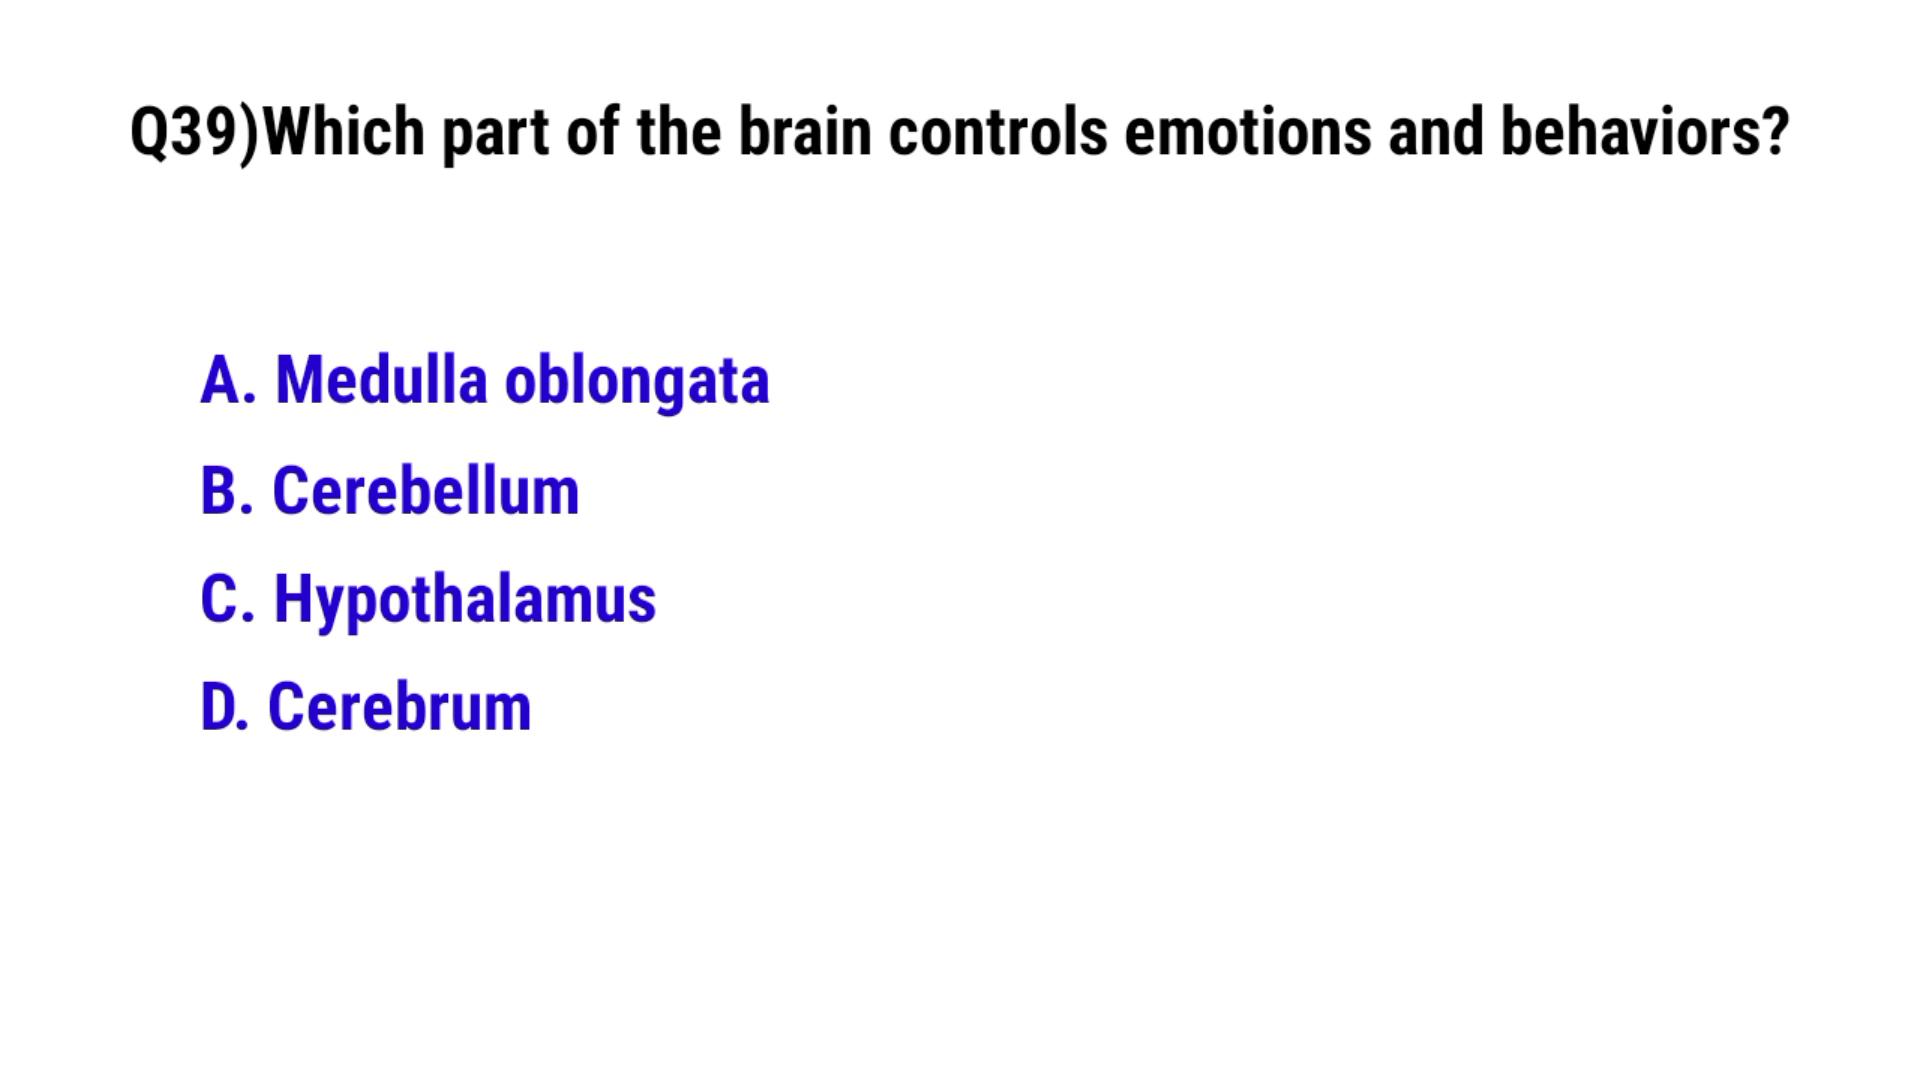 Q39)Which part of the brain controls emotions and behaviors?
A. Medulla oblongata
B. Cerebellum
C. Hypothalamus
D. Cerebrum